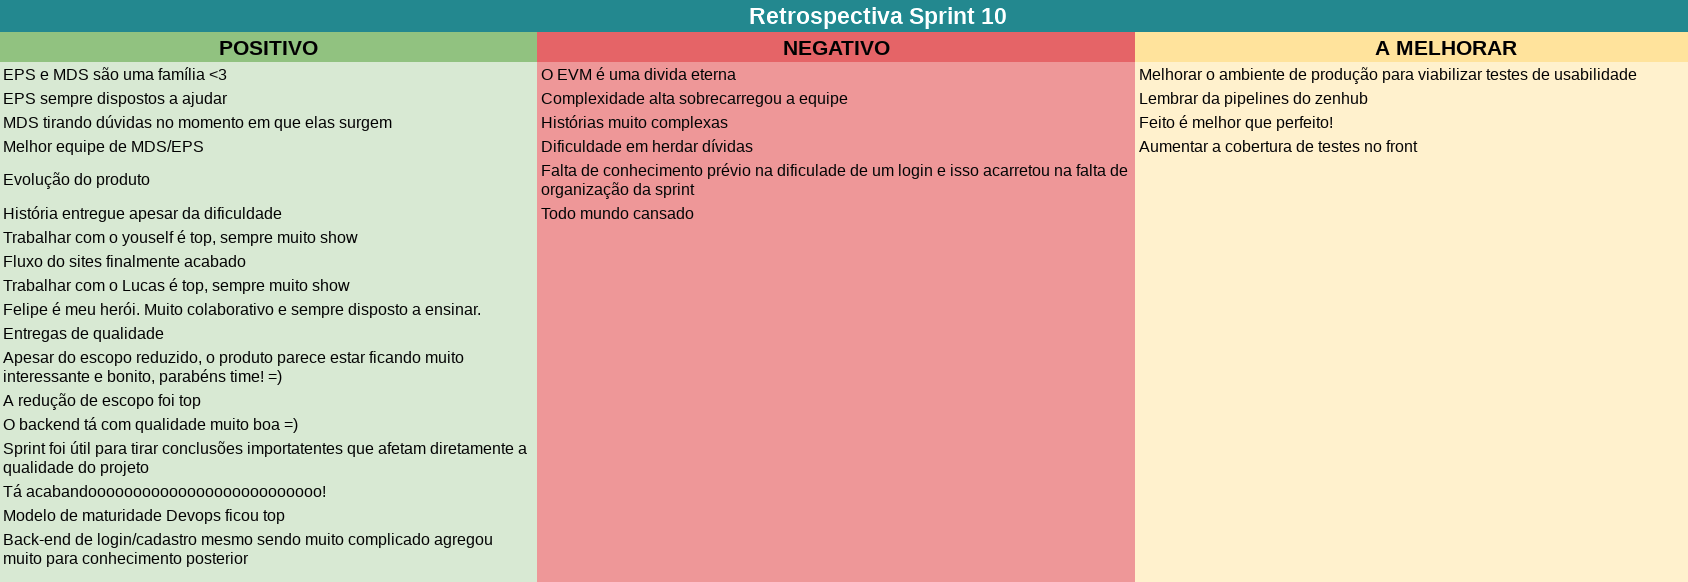 Retrospectiva Sprint 10
POSITIVO
NEGATIVO
A MELHORAR
EPS e MDS são uma família <3
O EVM é uma divida eterna
Melhorar o ambiente de produção para viabilizar testes de usabilidade
EPS sempre dispostos a ajudar
Complexidade alta sobrecarregou a equipe
Lembrar da pipelines do zenhub
MDS tirando dúvidas no momento em que elas surgem
Histórias muito complexas
Feito é melhor que perfeito!
Melhor equipe de MDS/EPS
Dificuldade em herdar dívidas
Aumentar a cobertura de testes no front
Evolução do produto
Falta de conhecimento prévio na dificulade de um login e isso acarretou na falta de
organização da sprint
História entregue apesar da dificuldade
Todo mundo cansado
Trabalhar com o youself é top, sempre muito show
Fluxo do sites finalmente acabado
Trabalhar com o Lucas é top, sempre muito show
Felipe é meu herói. Muito colaborativo e sempre disposto a ensinar.
Entregas de qualidade
Apesar do escopo reduzido, o produto parece estar ficando muito
interessante e bonito, parabéns time! =)
A redução de escopo foi top
O backend tá com qualidade muito boa =)
Sprint foi útil para tirar conclusões importatentes que afetam diretamente a
qualidade do projeto
Tá acabandoooooooooooooooooooooooooo!
Modelo de maturidade Devops ficou top
Back-end de login/cadastro mesmo sendo muito complicado agregou
muito para conhecimento posterior